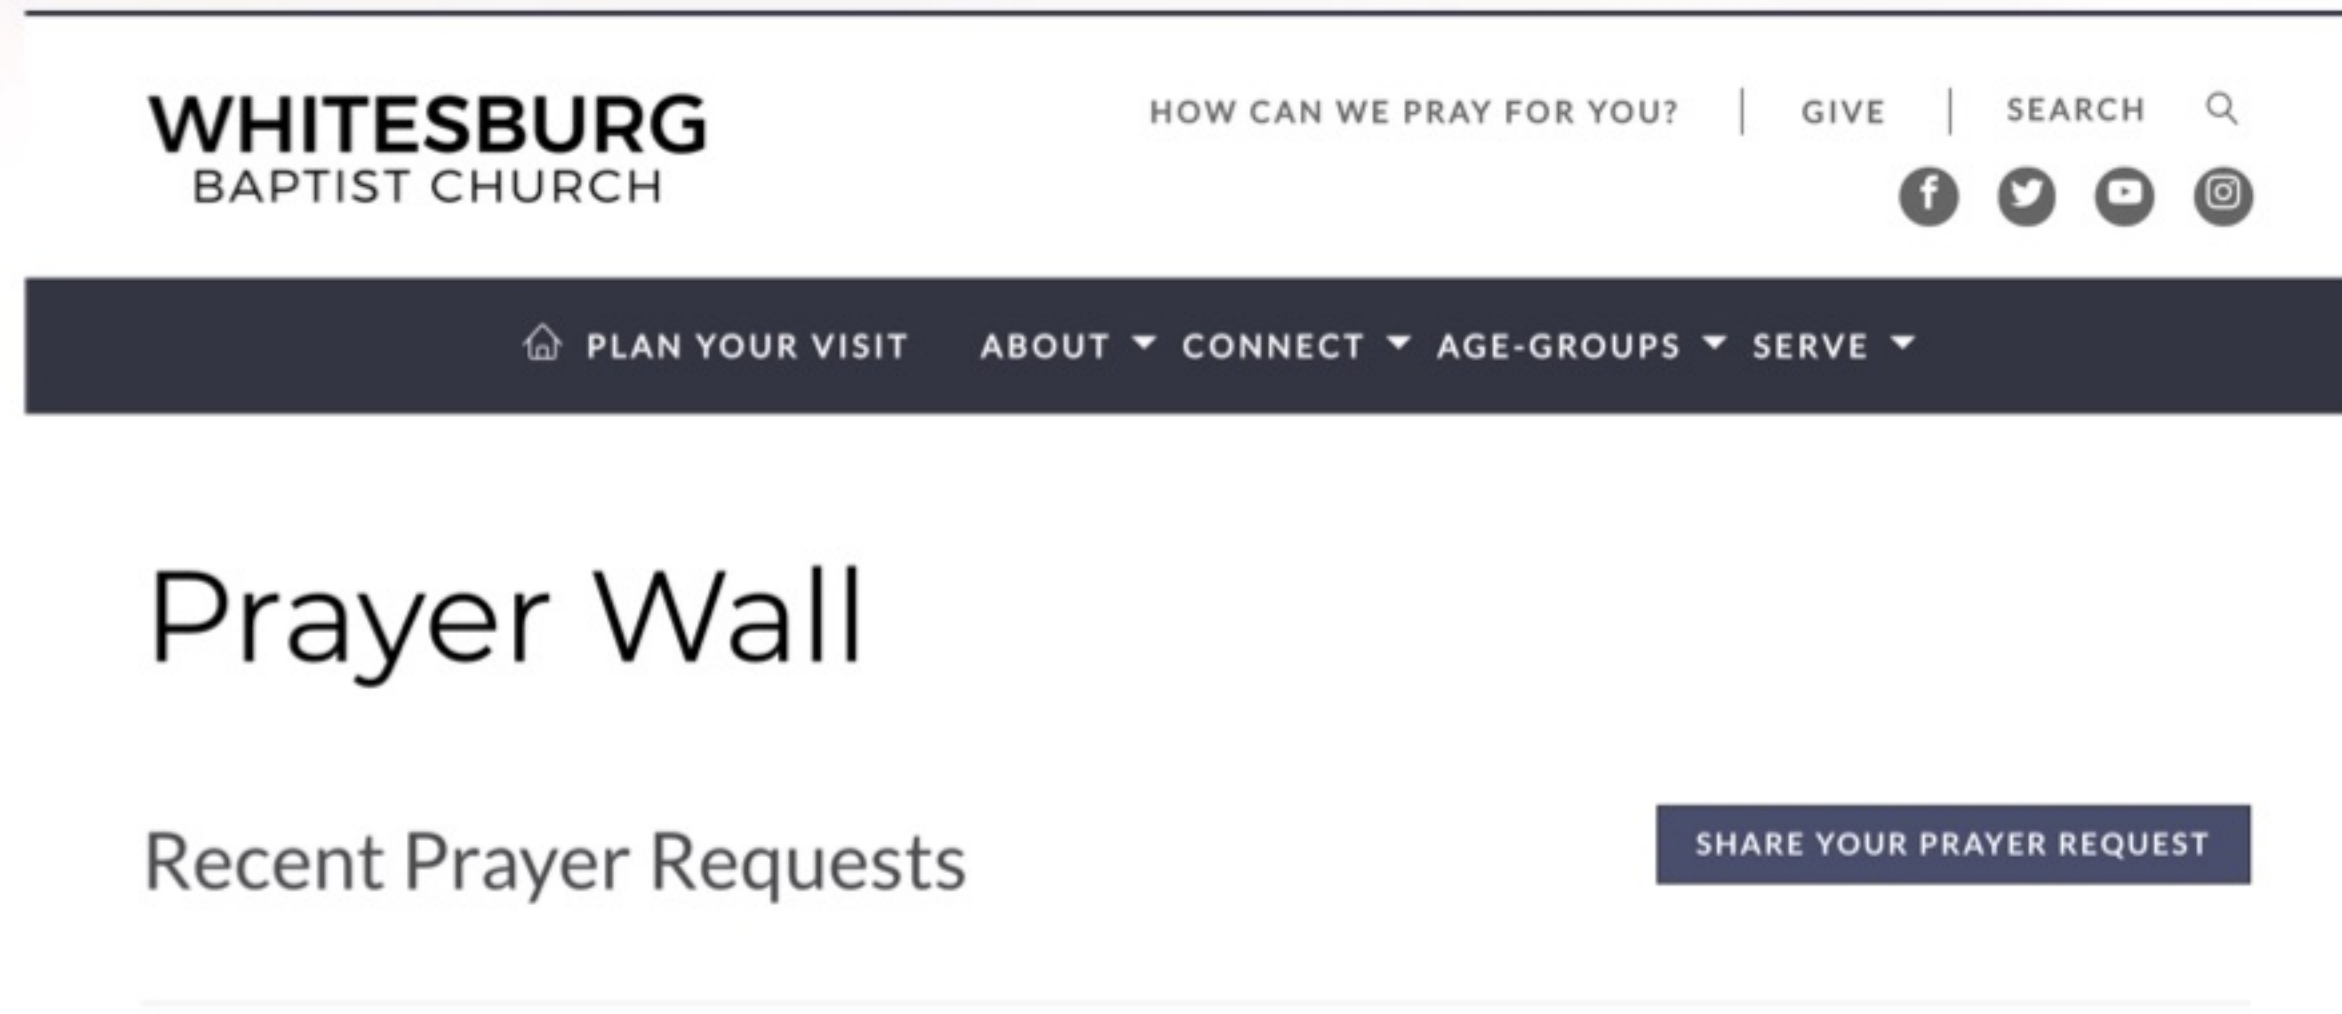 WHITESBURG
BAPTIST CHURCH
HOW CAN WE PRAY FOR YOU? | GIVE | SEARCH
PLAN YOUR VISIT ABOUT CONNECT AGE-GROUPS SERVE
Prayer Wall
Recent Prayer Requests
SHARE YOUR PRAYER REQUEST